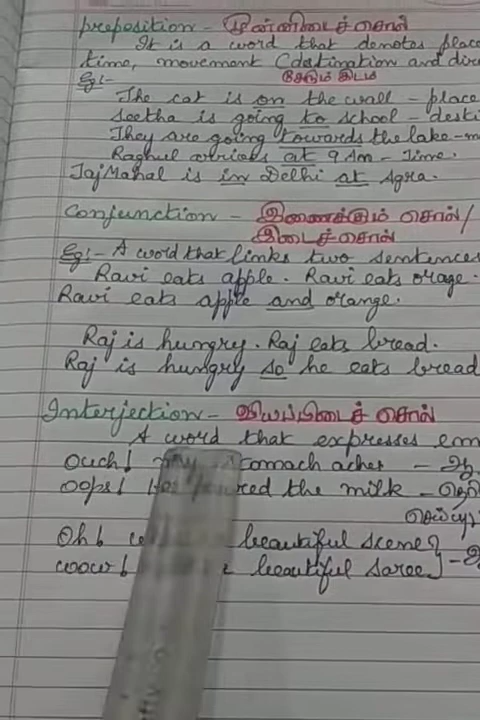 preposition - முன்னிடைச் சொல்
It is a word that denotes place
time, movement (destination and dire
Eg:- சேரும் இடம்
The cat is on the wall - place
Seetha is going to school - desti
They are going towards the lake - m
Raghul arrives at 9 Am - Time.
TajMahal is in Delhi at Agra.
Conjunction - இணைக்கும் சொல்/
இடைச் சொல்
Eg:- A word that links two sentences
Ravi eats apple. Ravi eats orage.
Ravi eats apple and orange.
Raj is hungry. Raj eats bread.
Raj is hungry so he eats bread
Interjection - வியப்பிடைச் சொல்
A word that expresses em
Ouch! my stomach aches - ஆ
Oops! the milk - தெரி
செய்யு
Oh! beautiful scene?
woow! beautiful saree